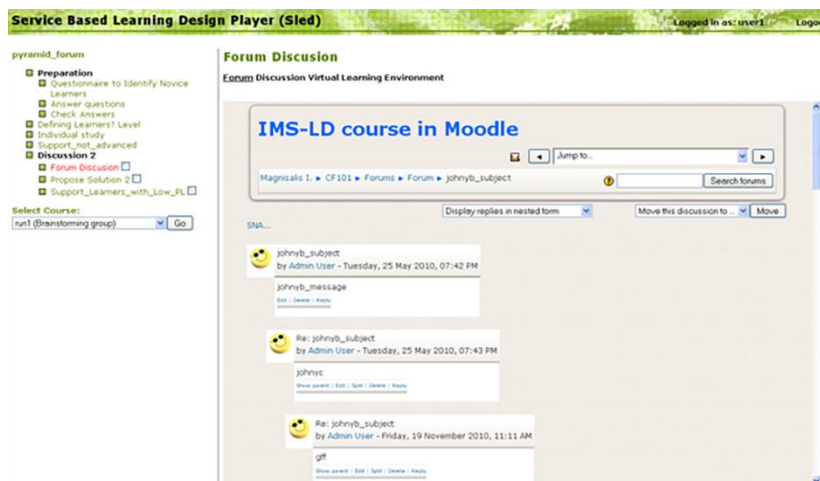 Service Based Learning Design Player (Sled)
Logged in as: user1
Logou
pyramid_forum
Preparation
Questionnaire to Identify Novice
Learners
Answer questions
Check Answers
Defining Learners? Level
Individual study
Support_not_advanced
Discussion 2
Forum Discusion
Propose Solution 2
Support_Learners_with_Low_PL
Select Course:
run1 (Brainstorming group)
Go
Forum Discusion
Forum Discussion Virtual Learning Environment
IMS-LD course in Moodle
Jump to...
Magnisalis I. ► CF101 ► Forums ► Forum ► johnyb_subject
Search forums
Display replies in nested form
Move this discussion to ...
Move
SNA...
johnyb_subject
by Admin User - Tuesday, 25 May 2010, 07:42 PM
johnyb_message
Edit | Delete | Reply
Re: johnyb_subject
by Admin User - Tuesday, 25 May 2010, 07:43 PM
johnyc
Show parent | Edit | Split | Delete | Reply
Re: johnyb_subject
by Admin User - Friday, 19 November 2010, 11:11 AM
gff
Show parent | Edit | Split | Delete | Reply